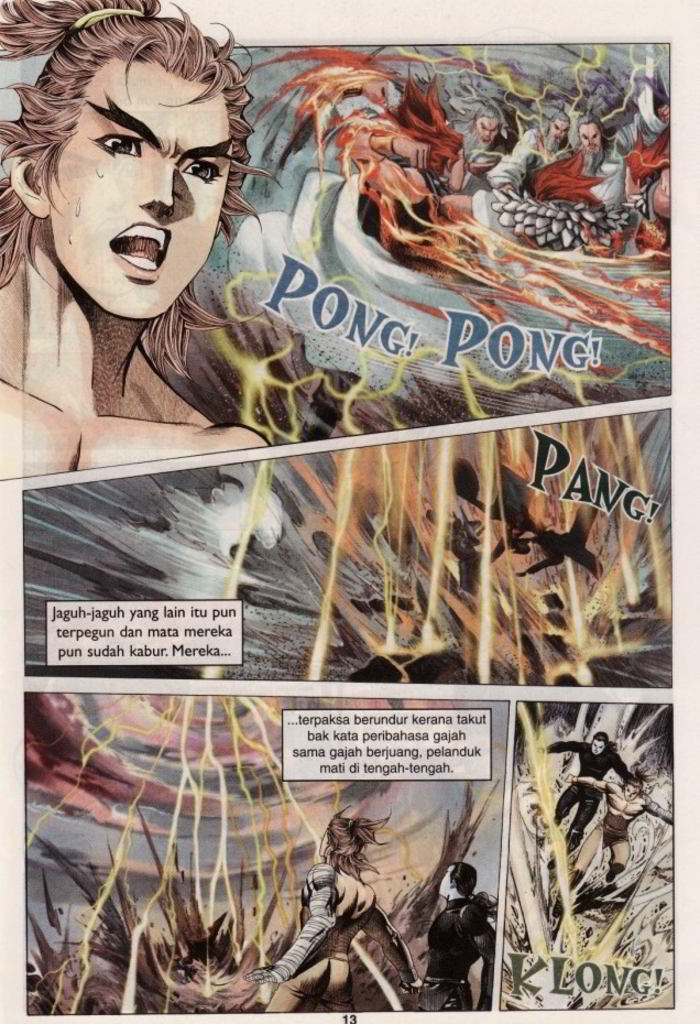 PONG! PONG!
PANG!
Jaguh-jaguh yang lain itu pun
terpegun dan mata mereka
pun sudah kabur. Mereka...
...terpaksa berundur kerana takut
bak kata peribahasa gajah
sama gajah berjuang, pelanduk
mati di tengah-tengah.
KLONG!
13